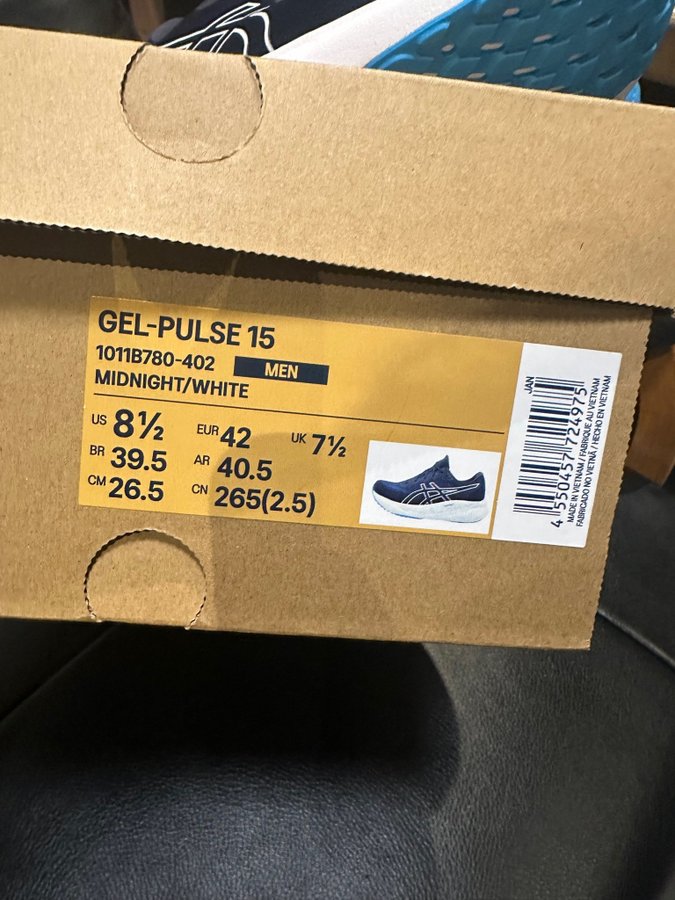 GEL-PULSE 15
1011B780-402 MEN
MIDNIGHT/WHITE
US 8½ EUR 42 UK 7½
BR 39.5 AR 40.5
CM 26.5 CN 265(2.5)
JAN
4 550457 724975
MADE IN VIETNAM / FABRIQUE AU VIETNAM
FABRICADO NO VIETNÃ / HECHO EN VIETNAM